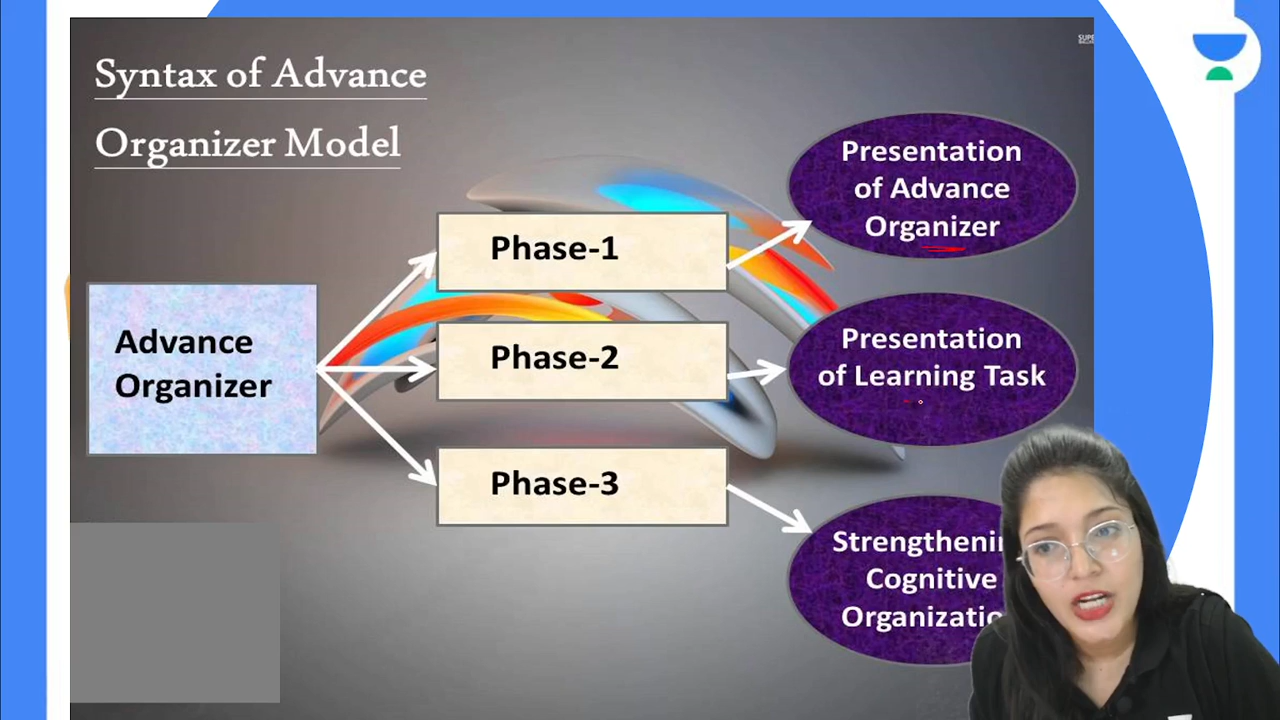 Syntax of Advance
Organizer Model
Advance
Organizer
Phase-1
Phase-2
Phase-3
Presentation
of Advance
Organizer
Presentation
of Learning Task
Cognitive